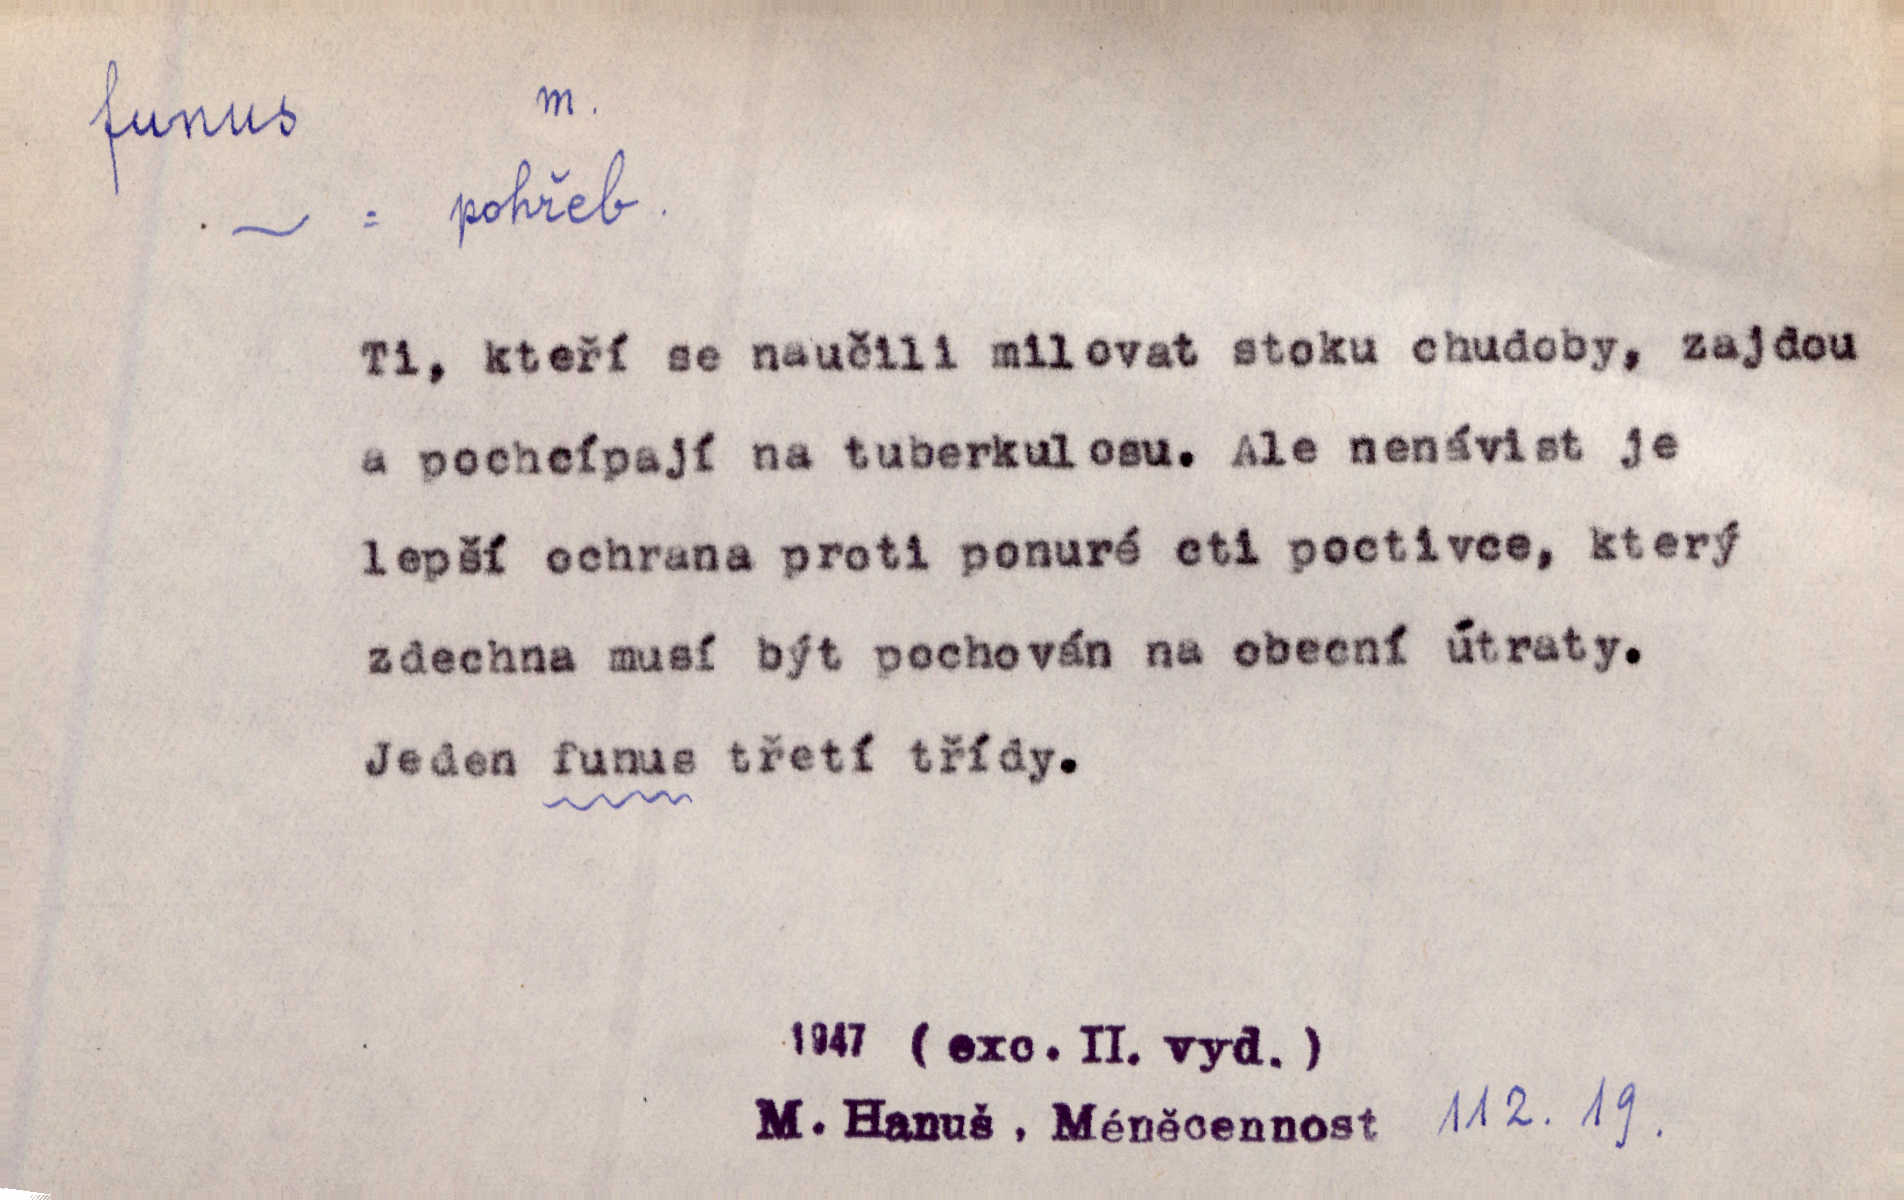 funus m.
~ = pohřeb.
Ti, kteří se naučili milovat stoku chudoby, zajdou
a pochcípají na tuberkulosu. Ale nenávist je
lepší ochrana proti ponuré cti poctivce, který
zdechna musí být pochován na obecní útraty.
Jeden funus třetí třídy.
1947 (exc. II. vyd.)
M. Hanuš, Méněcennost 112. 19.